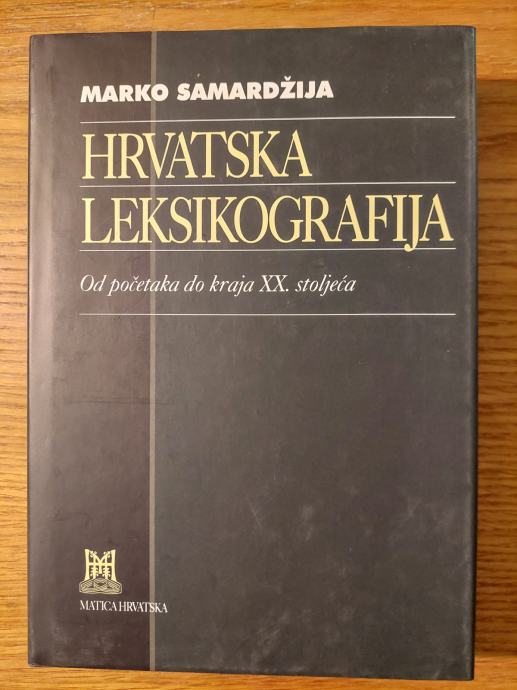 MARKO SAMARDŽIJA
HRVATSKA
LEKSIKOGRAFIJA
Od početaka do kraja XX. stoljeća
MATICA HRVATSKA